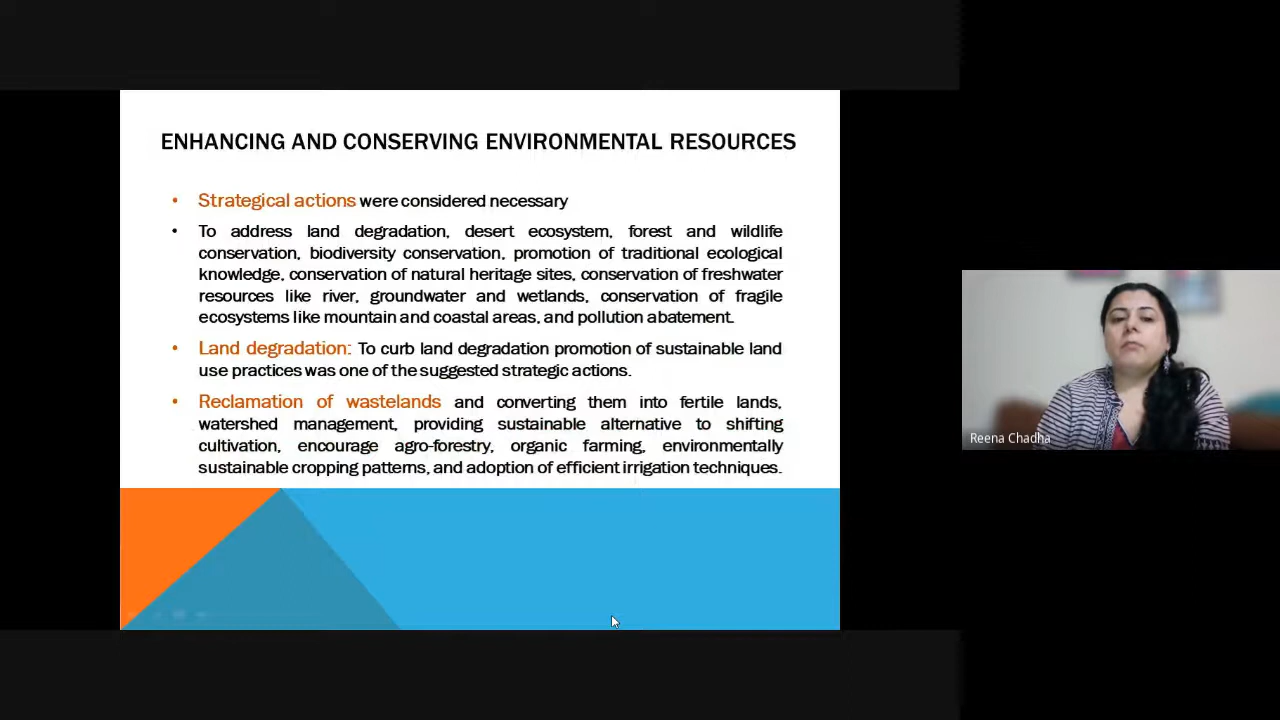 ENHANCING AND CONSERVING ENVIRONMENTAL RESOURCES
• Strategical actions were considered necessary
• To address land degradation, desert ecosystem, forest and wildlife
conservation, biodiversity conservation, promotion of traditional ecological
knowledge, conservation of natural heritage sites, conservation of freshwater
resources like river, groundwater and wetlands, conservation of fragile
ecosystems like mountain and coastal areas, and pollution abatement.
• Land degradation: To curb land degradation promotion of sustainable land
use practices was one of the suggested strategic actions.
• Reclamation of wastelands and converting them into fertile lands,
watershed management, providing sustainable alternative to shifting
cultivation, encourage agro-forestry, organic farming, environmentally
sustainable cropping patterns, and adoption of efficient irrigation techniques.
Reena Chadha